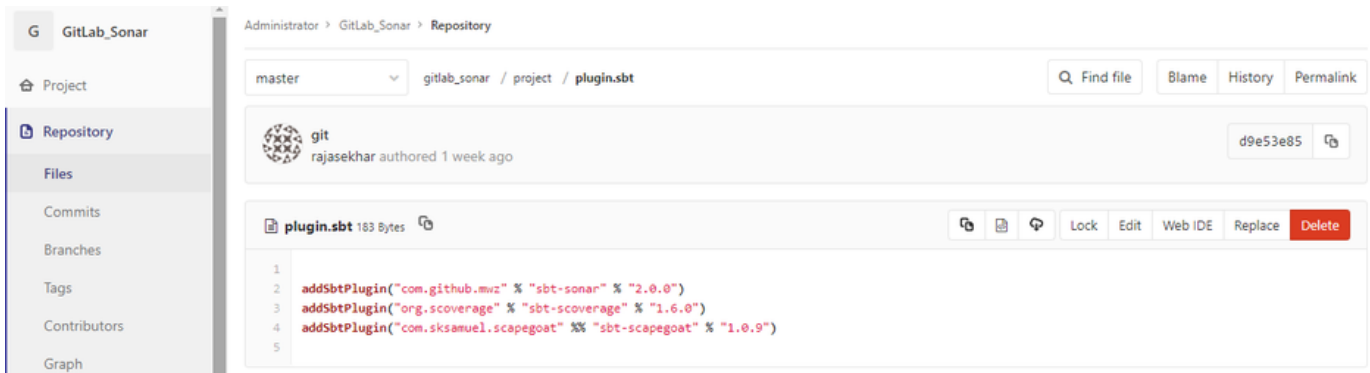 G GitLab_Sonar
Project
Repository
Files
Commits
Branches
Tags
Contributors
Graph
Administrator > GitLab_Sonar > Repository
master gitlab_sonar / project / plugin.sbt Find file Blame History Permalink
git
rajasekhar authored 1 week ago
d9e53e85
plugin.sbt 183 Bytes Lock Edit Web IDE Replace Delete
1
2 addSbtPlugin("com.github.mwz" % "sbt-sonar" % "2.0.0")
3 addSbtPlugin("org.scoverage" % "sbt-scoverage" % "1.6.0")
4 addSbtPlugin("com.sksamuel.scapegoat" %% "sbt-scapegoat" % "1.0.9")
5